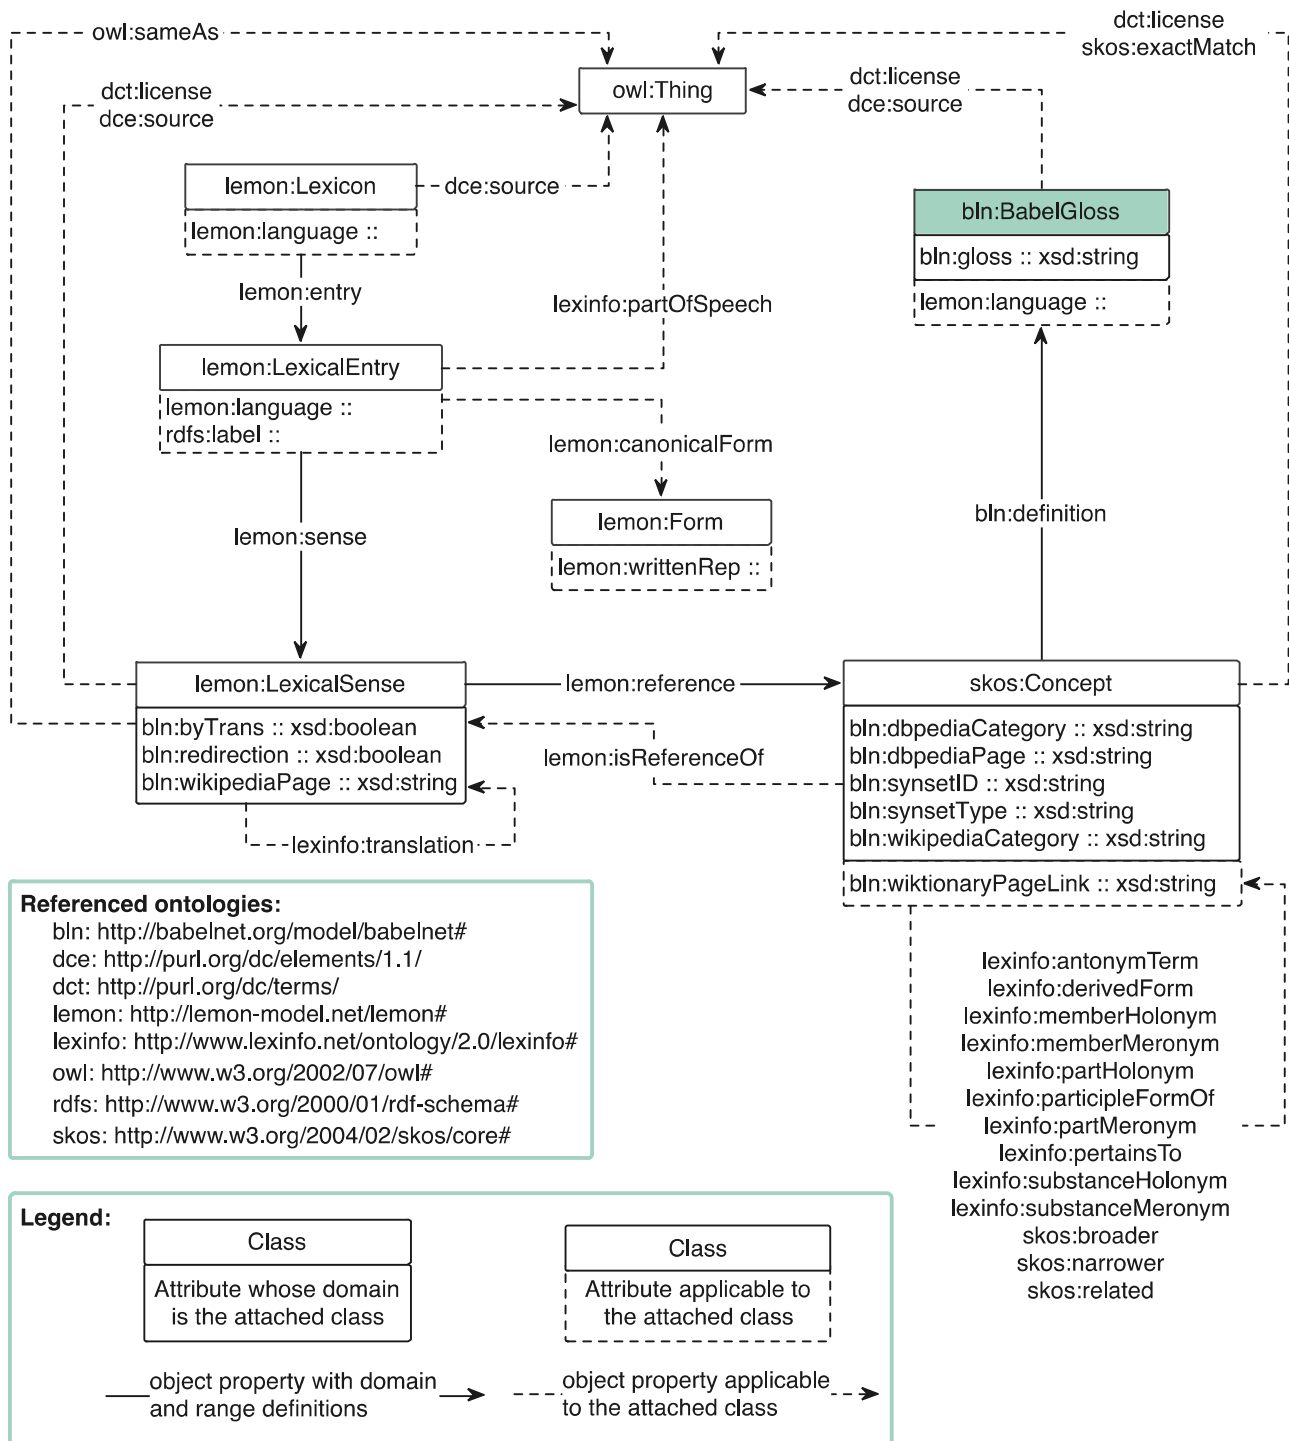 owl:sameAs
dct:license
skos:exactMatch
dct:license
dce:source
owl:Thing
dct:license
dce:source
lemon:Lexicon
dce:source
lemon:language ::
bln:BabelGloss
bln:gloss :: xsd:string
lemon:language ::
lemon:entry
lexinfo:partOfSpeech
lemon:LexicalEntry
lemon:language ::
rdfs:label ::
lemon:canonicalForm
lemon:Form
lemon:writtenRep ::
bln:definition
lemon:sense
lemon:LexicalSense
bln:byTrans :: xsd:boolean
bln:redirection :: xsd:boolean
bln:wikipediaPage :: xsd:string
lemon:reference
lemon:isReferenceOf
lexinfo:translation
skos:Concept
bln:dbpediaCategory :: xsd:string
bln:dbpediaPage :: xsd:string
bln:synsetID :: xsd:string
bln:synsetType :: xsd:string
bln:wikipediaCategory :: xsd:string
bln:wiktionaryPageLink :: xsd:string
lexinfo:antonymTerm
lexinfo:derivedForm
lexinfo:memberHolonym
lexinfo:memberMeronym
lexinfo:partHolonym
lexinfo:participleFormOf
lexinfo:partMeronym
lexinfo:pertainsTo
lexinfo:substanceHolonym
lexinfo:substanceMeronym
skos:broader
skos:narrower
skos:related
Referenced ontologies:
bln: http://babelnet.org/model/babelnet#
dce: http://purl.org/dc/elements/1.1/
dct: http://purl.org/dc/terms/
lemon: http://lemon-model.net/lemon#
lexinfo: http://www.lexinfo.net/ontology/2.0/lexinfo#
owl: http://www.w3.org/2002/07/owl#
rdfs: http://www.w3.org/2000/01/rdf-schema#
skos: http://www.w3.org/2004/02/skos/core#
Legend:
Class
Attribute whose domain
is the attached class
Class
Attribute applicable to
the attached class
object property with domain
and range definitions
object property applicable
to the attached class